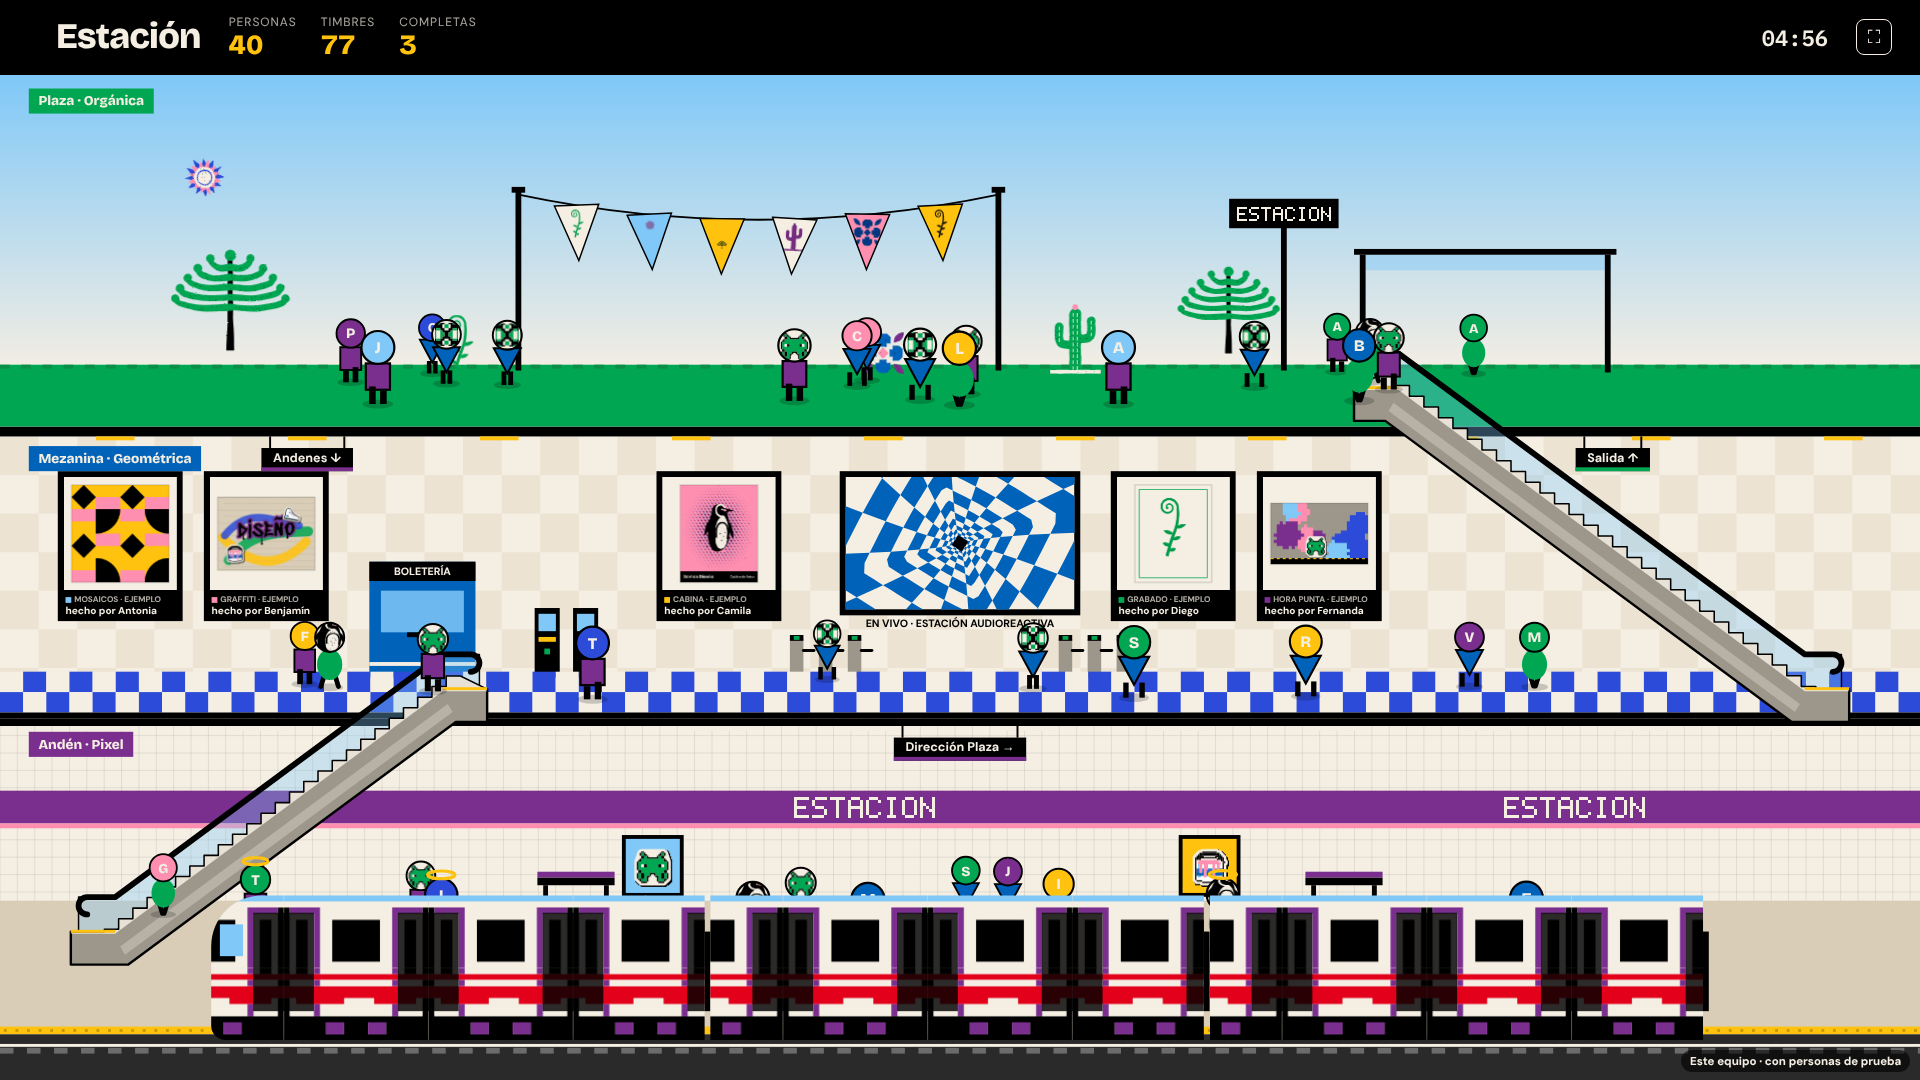 Estación
PERSONAS
40
TIMBRES
77
COMPLETAS
3
04:56
Plaza · Orgánica
ESTACION
P
J
C
L
A
A
B
A
Mezanina · Geométrica
Andenes ↓
Salida ↑
DISEÑO
MOSAICOS · EJEMPLO
hecho por Antonia
GRAFFITI · EJEMPLO
hecho por Benjamín
CABINA · EJEMPLO
hecho por Camila
GRABADO · EJEMPLO
hecho por Diego
HORA PUNTA · EJEMPLO
hecho por Fernanda
BOLETERÍA
EN VIVO · ESTACIÓN AUDIOREACTIVA
F
T
S
R
V
M
Andén · Pixel
Dirección Plaza →
ESTACION
ESTACION
G
T
S
J
I
Este equipo · con personas de prueba